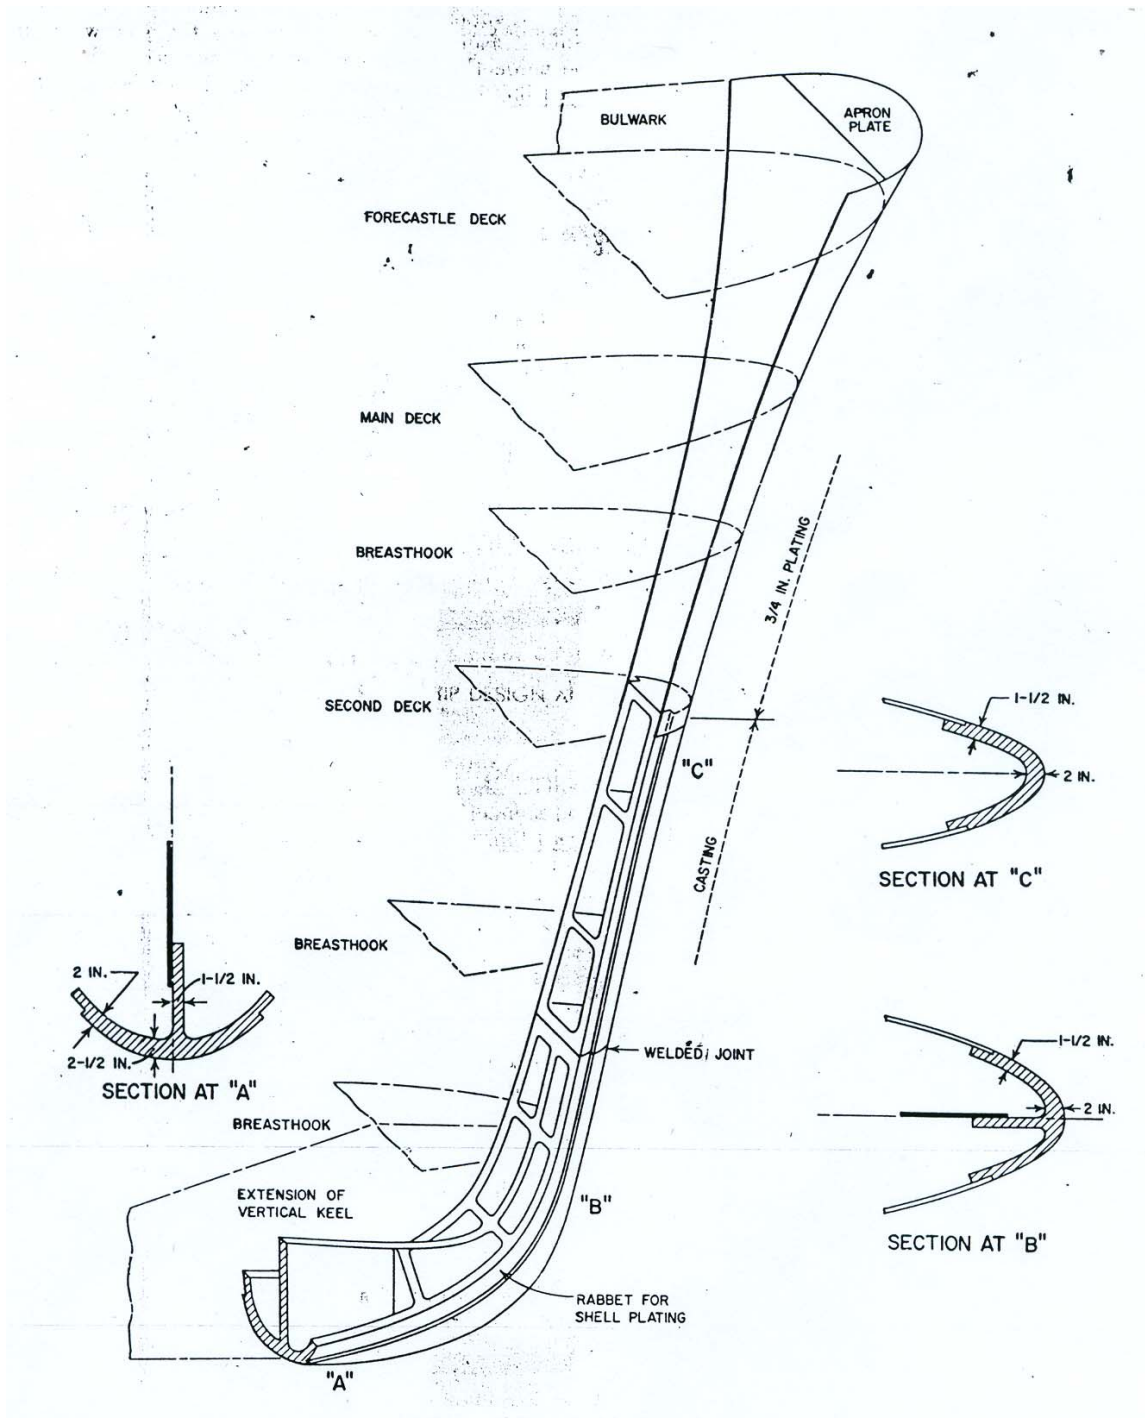 BULWARK
APRON
PLATE
FORECASTLE DECK
MAIN DECK
BREASTHOOK
3/4 IN. PLATING
SECOND DECK
IP DESIGN A
"C"
CASTING
1-1/2 IN.
2 IN.
SECTION AT "C"
BREASTHOOK
2 IN.
1-1/2 IN.
2-1/2 IN.
SECTION AT "A"
WELDED JOINT
1-1/2 IN.
2 IN.
SECTION AT "B"
BREASTHOOK
EXTENSION OF
VERTICAL KEEL
"B"
RABBET FOR
SHELL PLATING
"A"